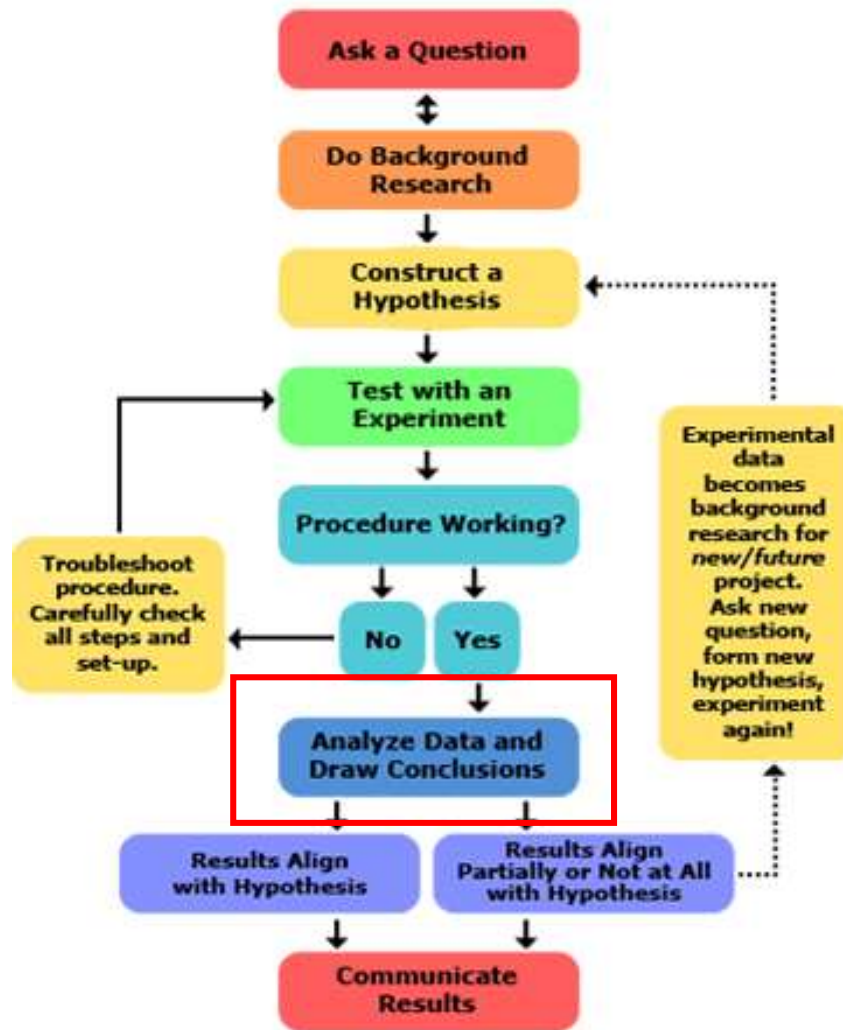 Ask a Question
Do Background
Research
Construct a
Hypothesis
Test with an
Experiment
Procedure Working?
No
Yes
Troubleshoot
procedure.
Carefully check
all steps and
set-up.
Experimental
data
becomes
background
research for
new/future
project.
Ask new
question,
form new
hypothesis,
experiment
again!
Analyze Data and
Draw Conclusions
Results Align
with Hypothesis
Results Align
Partially or Not at All
with Hypothesis
Communicate
Results